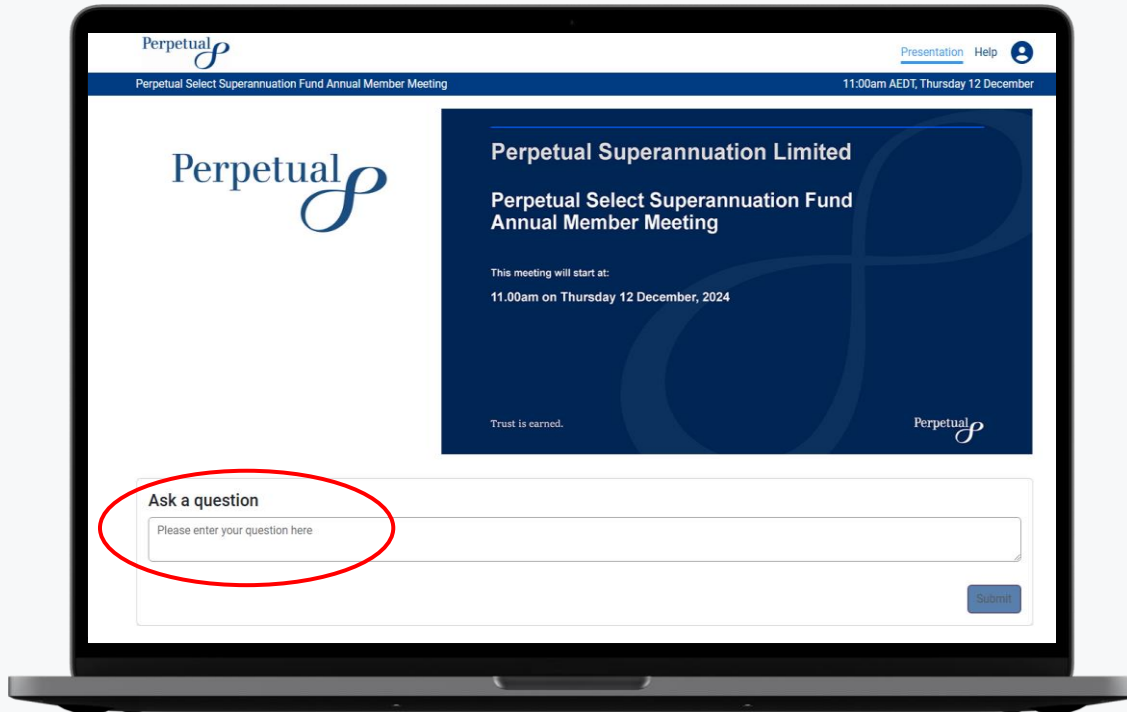 Perpetual
Presentation Help
Perpetual Select Superannuation Fund Annual Member Meeting
11:00am AEDT, Thursday 12 December
Perpetual
Perpetual Superannuation Limited
Perpetual Select Superannuation Fund
Annual Member Meeting
This meeting will start at:
11.00am on Thursday 12 December, 2024
Trust is earned.
Perpetual
Ask a question
Please enter your question here
Submit